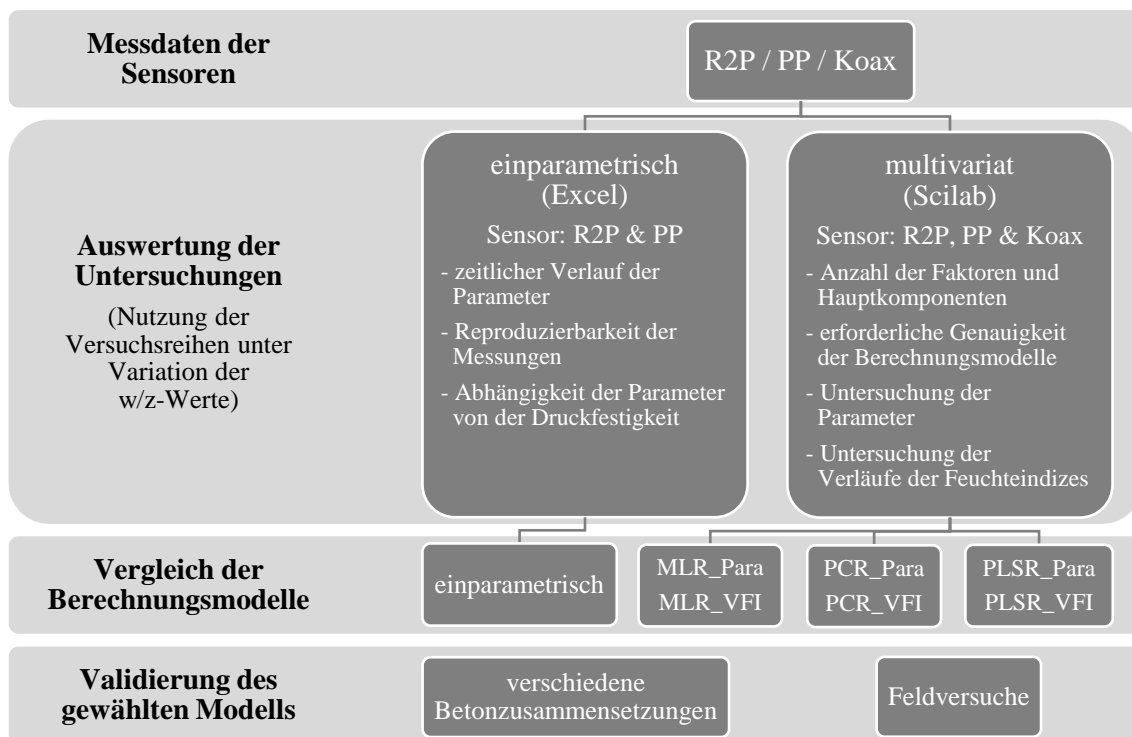 Messdaten der
Sensoren
R2P / PP / Koax
Auswertung der
Untersuchungen
(Nutzung der
Versuchsreihen unter
Variation der
w/z-Werte)
einparametrisch
(Excel)
Sensor: R2P & PP
- zeitlicher Verlauf der
Parameter
- Reproduzierbarkeit der
Messungen
- Abhängigkeit der Parameter
von der Druckfestigkeit
multivariat
(Scilab)
Sensor: R2P, PP & Koax
- Anzahl der Faktoren und
Hauptkomponenten
- erforderliche Genauigkeit
der Berechnungsmodelle
- Untersuchung der
Parameter
- Untersuchung der
Verläufe der Feuchteindizes
Vergleich der
Berechnungsmodelle
einparametrisch
MLR_Para
MLR_VFI
PCR_Para
PCR_VFI
PLSR_Para
PLSR_VFI
Validierung des
gewählten Modells
verschiedene
Betonzusammensetzungen
Feldversuche